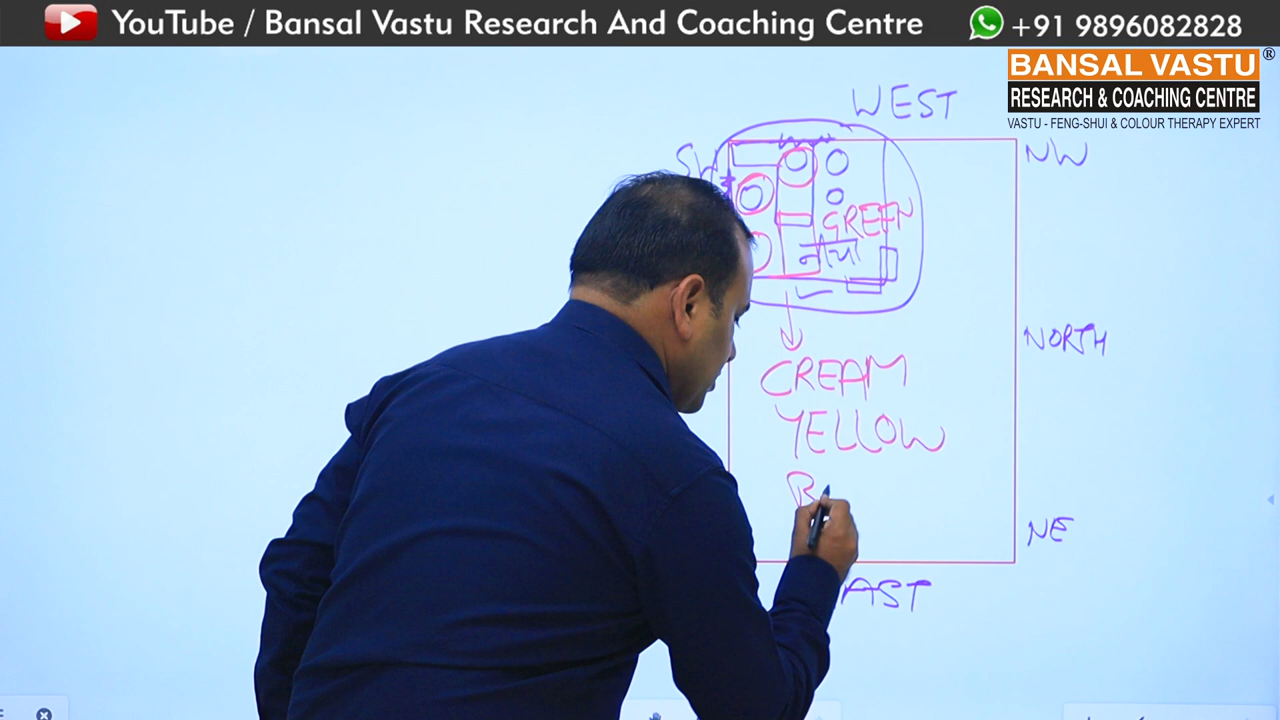 YouTube / Bansal Vastu Research And Coaching Centre
+91 9896082828
BANSAL VASTU®
RESEARCH & COACHING CENTRE
VASTU - FENG-SHUI & COLOUR THERAPY EXPERT
WEST
NW
GREEN
NORTH
CREAM
YELLOW
NE
AST